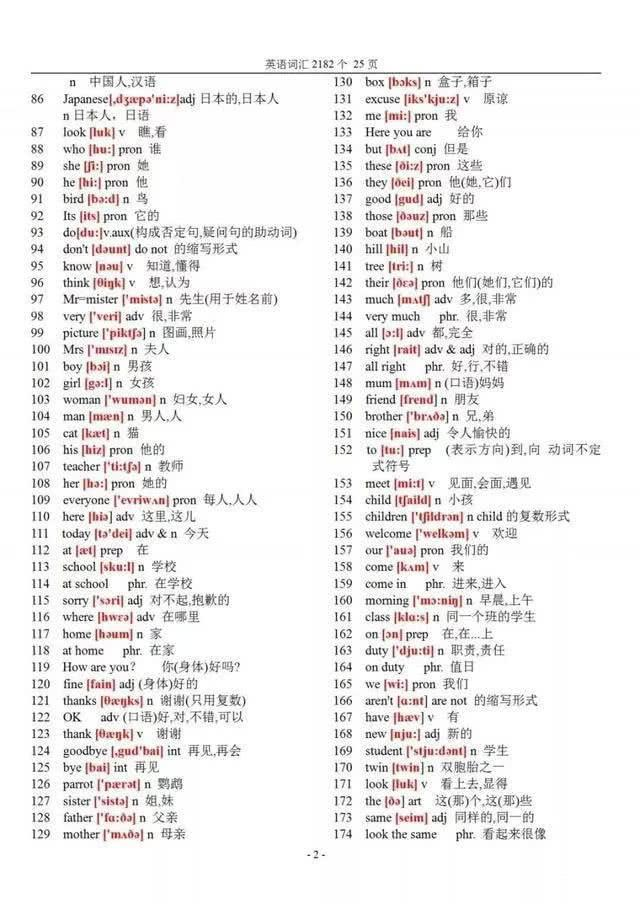 英语词汇 2182 个 25 页
n 中国人,汉语
86 Japanese[,dʒæpə'ni:z]adj 日本的,日本人
n 日本人，日语
87 look [luk] v 瞧,看
88 who [hu:] pron 谁
89 she [ʃi:] pron 她
90 he [hi:] pron 他
91 bird [bə:d] n 鸟
92 Its [its] pron 它的
93 do[du:]v.aux(构成否定句,疑问句的助动词)
94 don't [dəunt] do not 的缩写形式
95 know [nəu] v 知道,懂得
96 think [θiŋk] v 想,认为
97 Mr=mister ['mistə] n 先生(用于姓名前)
98 very ['veri] adv 很,非常
99 picture ['piktʃə] n 图画,照片
100 Mrs ['mɪsɪz] n 夫人
101 boy [bɔi] n 男孩
102 girl [gə:l] n 女孩
103 woman ['wumən] n 妇女,女人
104 man [mæn] n 男人,人
105 cat [kæt] n 猫
106 his [hiz] pron 他的
107 teacher ['ti:tʃə] n 教师
108 her [hə:] pron 她的
109 everyone ['evriwʌn] pron 每人,人人
110 here [hiə] adv 这里,这儿
111 today [tə'dei] adv & n 今天
112 at [æt] prep 在
113 school [sku:l] n 学校
114 at school phr. 在学校
115 sorry ['sɔri] adj 对不起,抱歉的
116 where [hwɛə] adv 在哪里
117 home [həum] n 家
118 at home phr. 在家
119 How are you？ 你(身体)好吗?
120 fine [fain] adj (身体)好的
121 thanks [θæŋks] n 谢谢(只用复数)
122 OK adv (口语)好,对,不错,可以
123 thank [θæŋk] v 谢谢
124 goodbye [,gud'bai] int 再见,再会
125 bye [bai] int 再见
126 parrot ['pærət] n 鹦鹉
127 sister ['sistə] n 姐,妹
128 father ['fɑ:ðə] n 父亲
129 mother ['mʌðə] n 母亲
130 box [bɔks] n 盒子,箱子
131 excuse [iks'kju:z] v 原谅
132 me [mi:] pron 我
133 Here you are 给你
134 but [bʌt] conj 但是
135 these [ði:z] pron 这些
136 they [ðei] pron 他(她,它)们
137 good [gud] adj 好的
138 those [ðəuz] pron 那些
139 boat [bəut] n 船
140 hill [hil] n 小山
141 tree [tri:] n 树
142 their [ðɛə] pron 他们(她们,它们)的
143 much [mʌtʃ] adv 多,很,非常
144 very much phr. 很,非常
145 all [ɔ:l] adv 都,完全
146 right [rait] adv & adj 对的,正确的
147 all right phr. 好,行,不错
148 mum [mʌm] n (口语)妈妈
149 friend [frend] n 朋友
150 brother ['brʌðə] n 兄,弟
151 nice [nais] adj 令人愉快的
152 to [tu:] prep (表示方向)到,向 动词不定
式符号
153 meet [mi:t] v 见面,会面,遇见
154 child [tʃaild] n 小孩
155 children ['tʃildrən] n child 的复数形式
156 welcome ['welkəm] v 欢迎
157 our ['auə] pron 我们的
158 come [kʌm] v 来
159 come in phr. 进来,进入
160 morning ['mɔ:niŋ] n 早晨,上午
161 class [klɑ:s] n 同一个班的学生
162 on [ɔn] prep 在,在...上
163 duty ['dju:ti] n 职责,责任
164 on duty phr. 值日
165 we [wi:] pron 我们
166 aren't [ɑ:nt] are not 的缩写形式
167 have [hæv] v 有
168 new [nju:] adj 新的
169 student ['stju:dənt] n 学生
170 twin [twin] n 双胞胎之一
171 look [luk] v 看上去,显得
172 the [ðə] art 这(那)个,这(那)些
173 same [seim] adj 同样的,同一的
174 look the same phr. 看起来很像
- 2 -